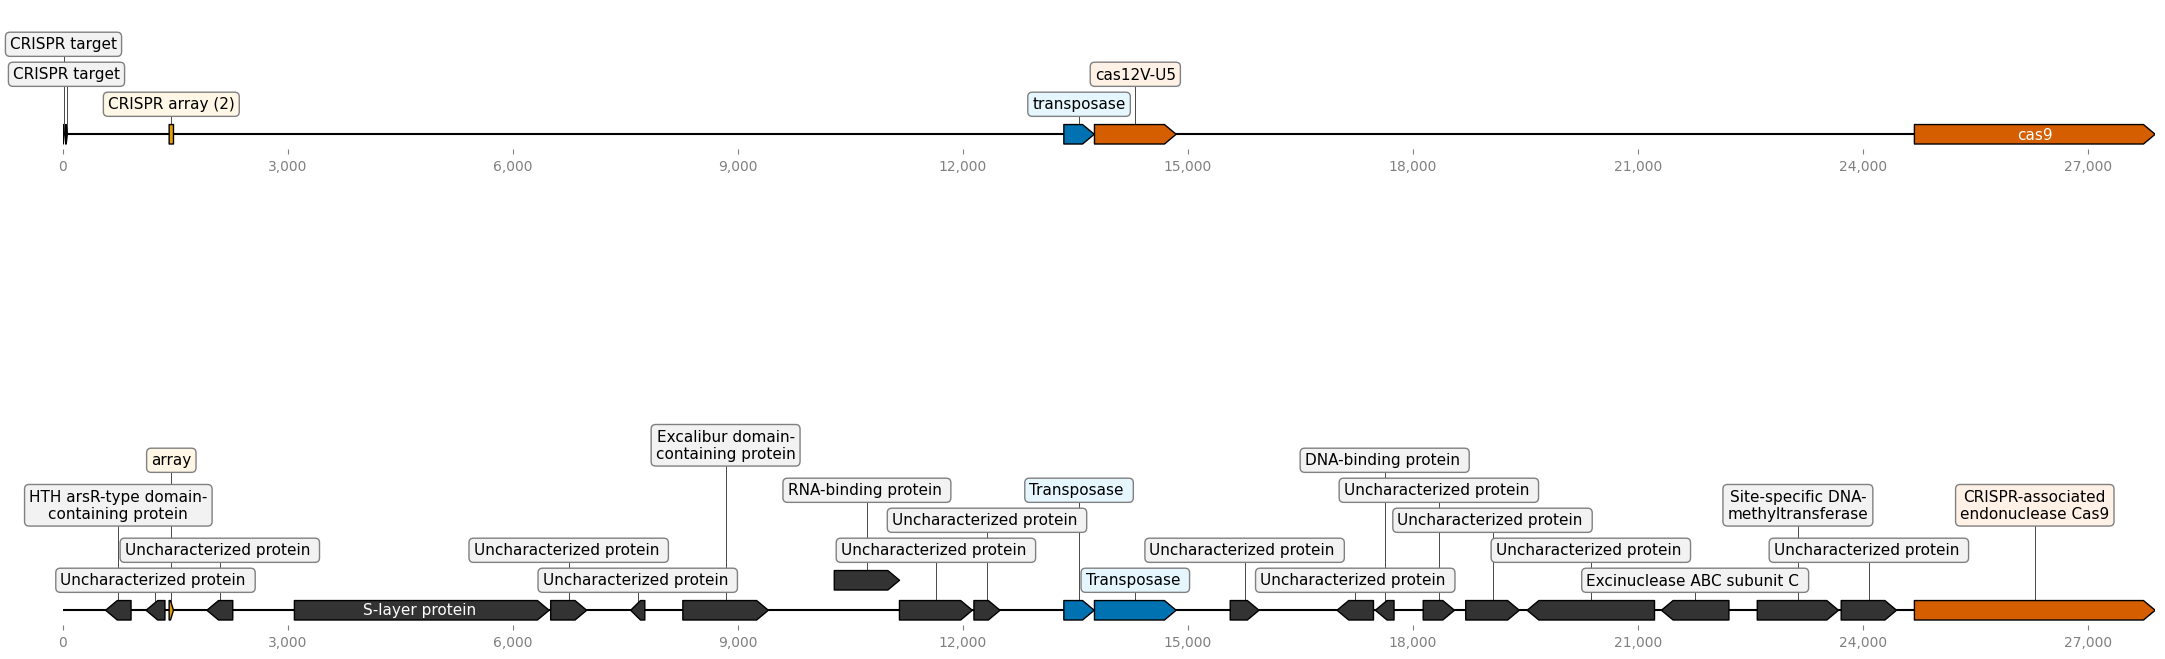 CRISPR target
CRISPR target
cas12V-U5
CRISPR array (2)
transposase
cas9
0
3,000
6,000
9,000
12,000
15,000
18,000
21,000
24,000
27,000
Excalibur domain-
containing protein
array
DNA-binding protein
HTH arsR-type domain-
containing protein
RNA-binding protein
Transposase
Uncharacterized protein
Site-specific DNA-
methyltransferase
CRISPR-associated
endonuclease Cas9
Uncharacterized protein
Uncharacterized protein
Uncharacterized protein
Uncharacterized protein
Uncharacterized protein
Uncharacterized protein
Uncharacterized protein
Uncharacterized protein
Uncharacterized protein
Uncharacterized protein
Transposase
Uncharacterized protein
Excinuclease ABC subunit C
Uncharacterized protein
S-layer protein
0
3,000
6,000
9,000
12,000
15,000
18,000
21,000
24,000
27,000